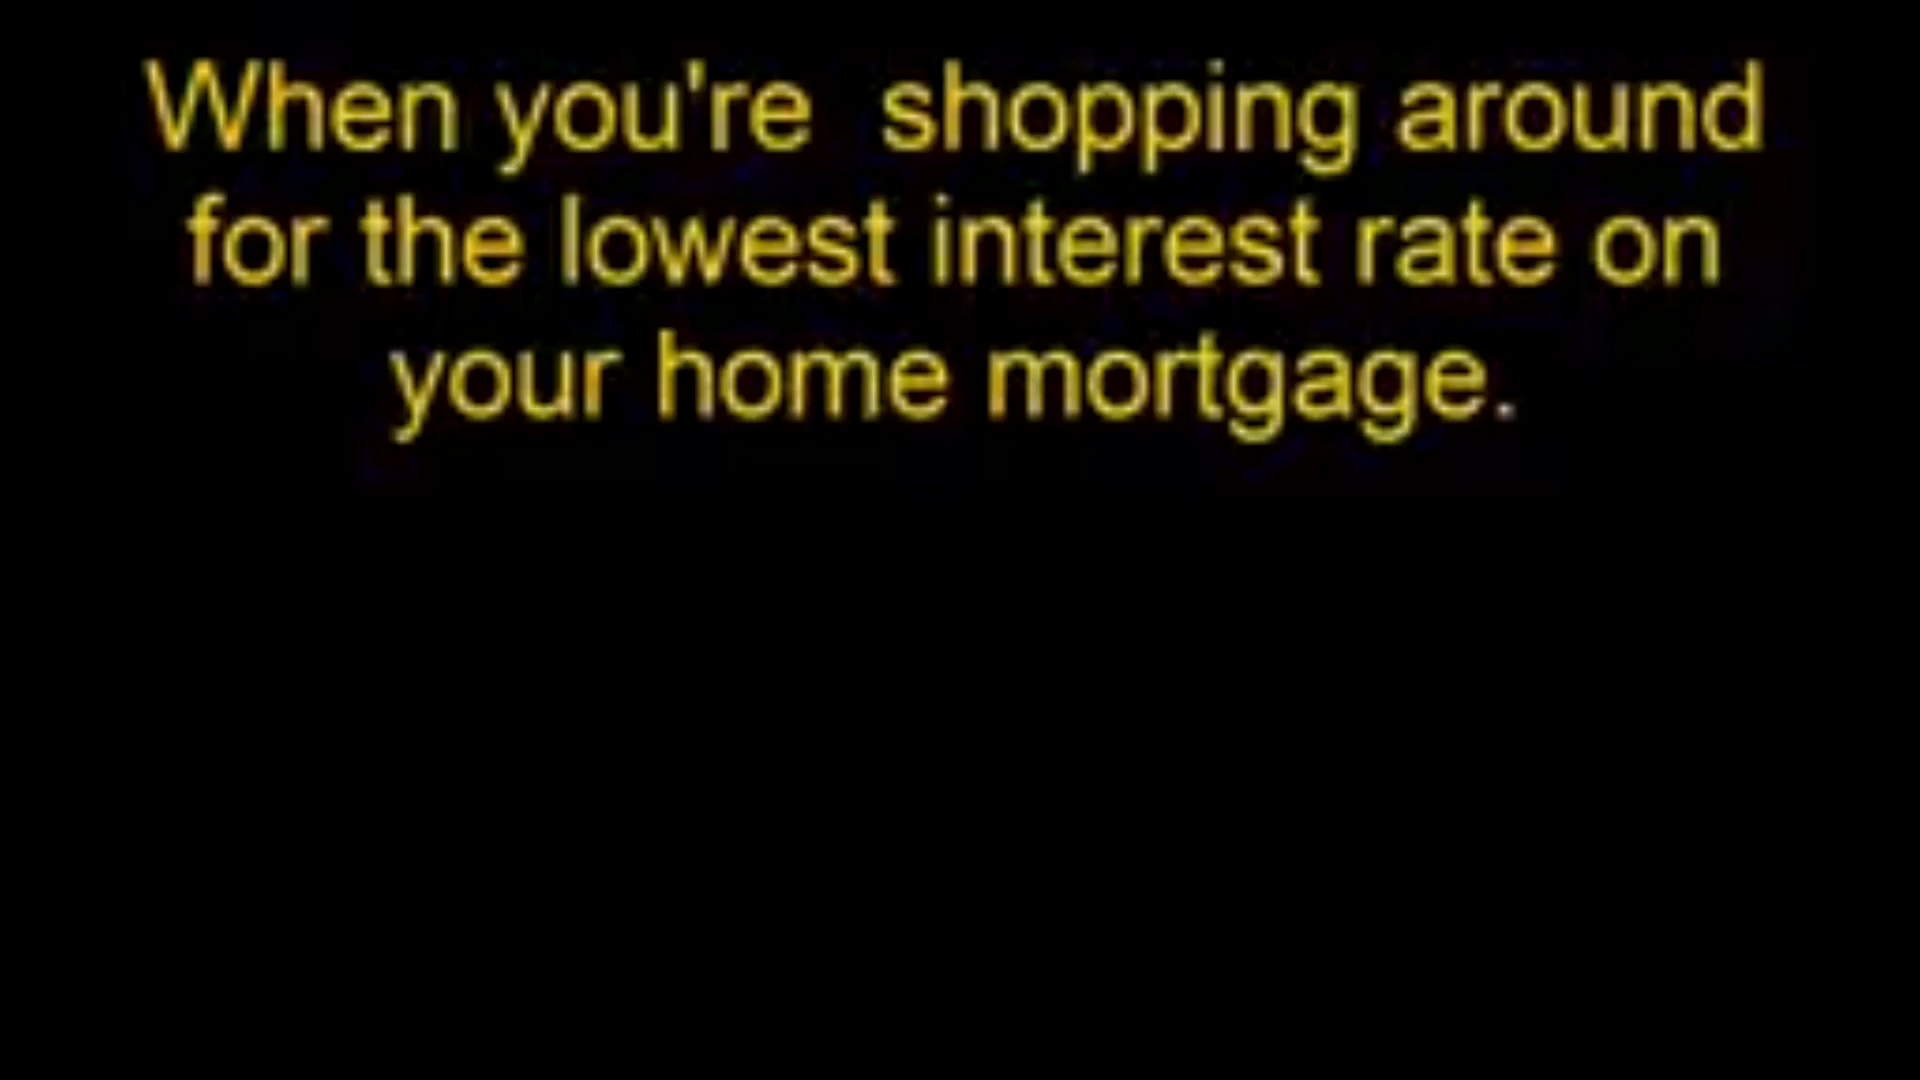 When you're  shopping around
for the lowest interest rate on
your home mortgage.